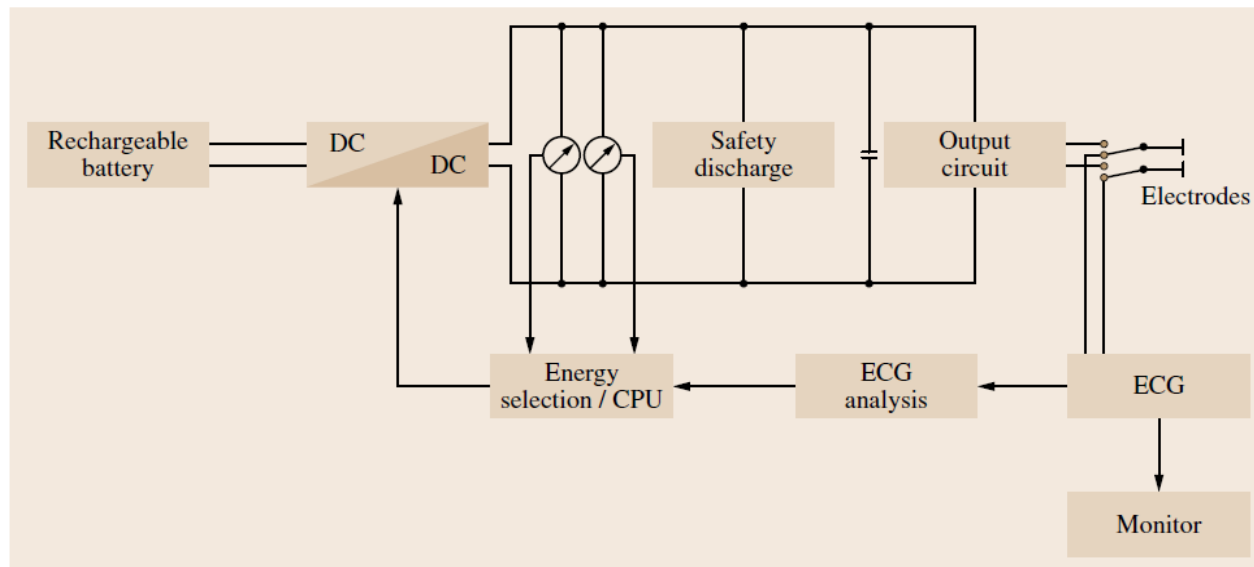 Rechargeable
battery
DC
DC
Safety
discharge
Output
circuit
Electrodes
Energy
selection / CPU
ECG
analysis
ECG
Monitor